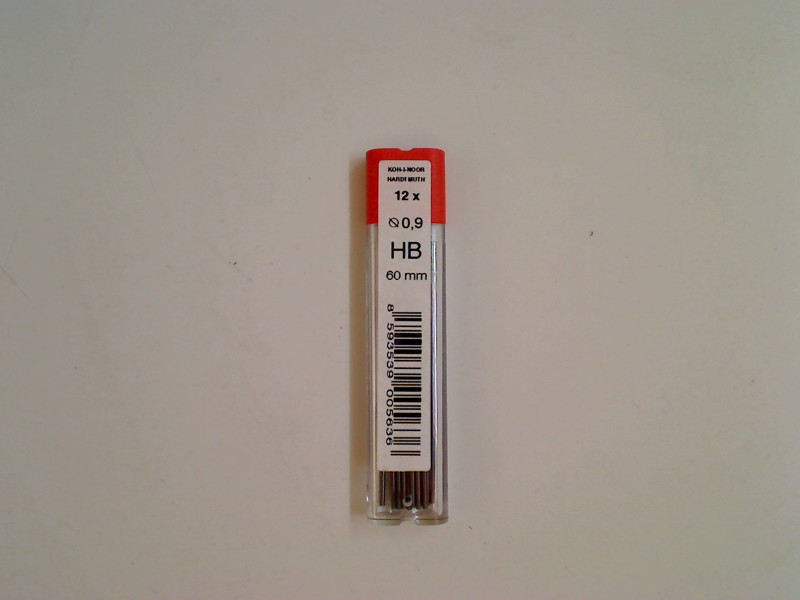 KOH-I-NOOR
HARDTMUTH
12 x
⌀ 0,9
HB
60 mm
8 593539 005636